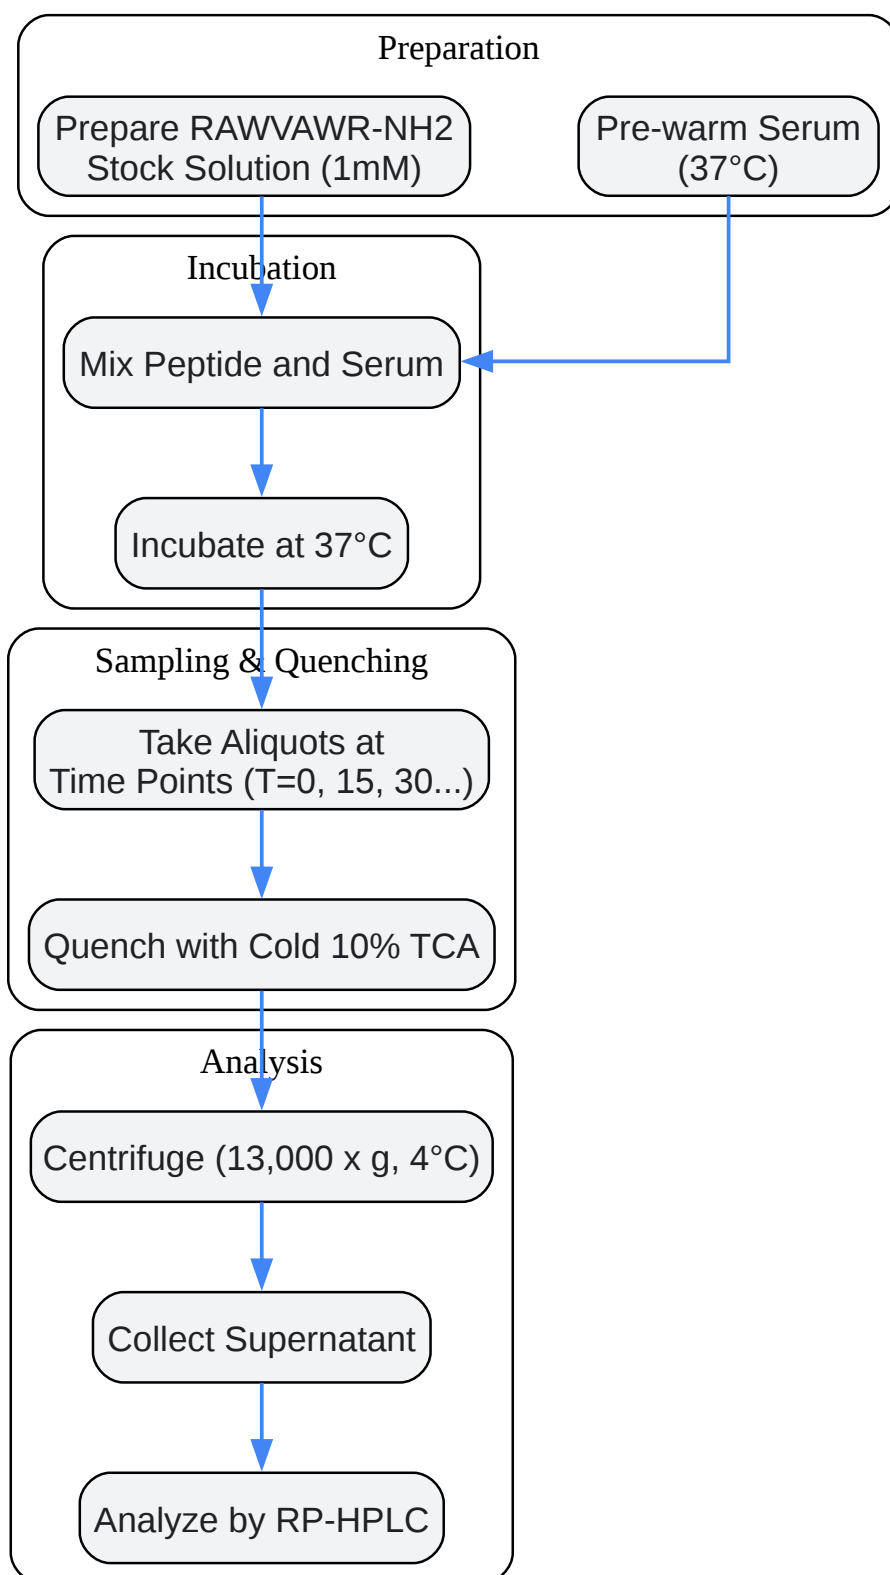 Preparation
Prepare RAWVAWR-NH2
Stock Solution (1mM)
Pre-warm Serum
(37°C)
Incubation
Mix Peptide and Serum
Incubate at 37°C
Sampling & Quenching
Take Aliquots at
Time Points (T=0, 15, 30...)
Quench with Cold 10% TCA
Analysis
Centrifuge (13,000 x g, 4°C)
Collect Supernatant
Analyze by RP-HPLC